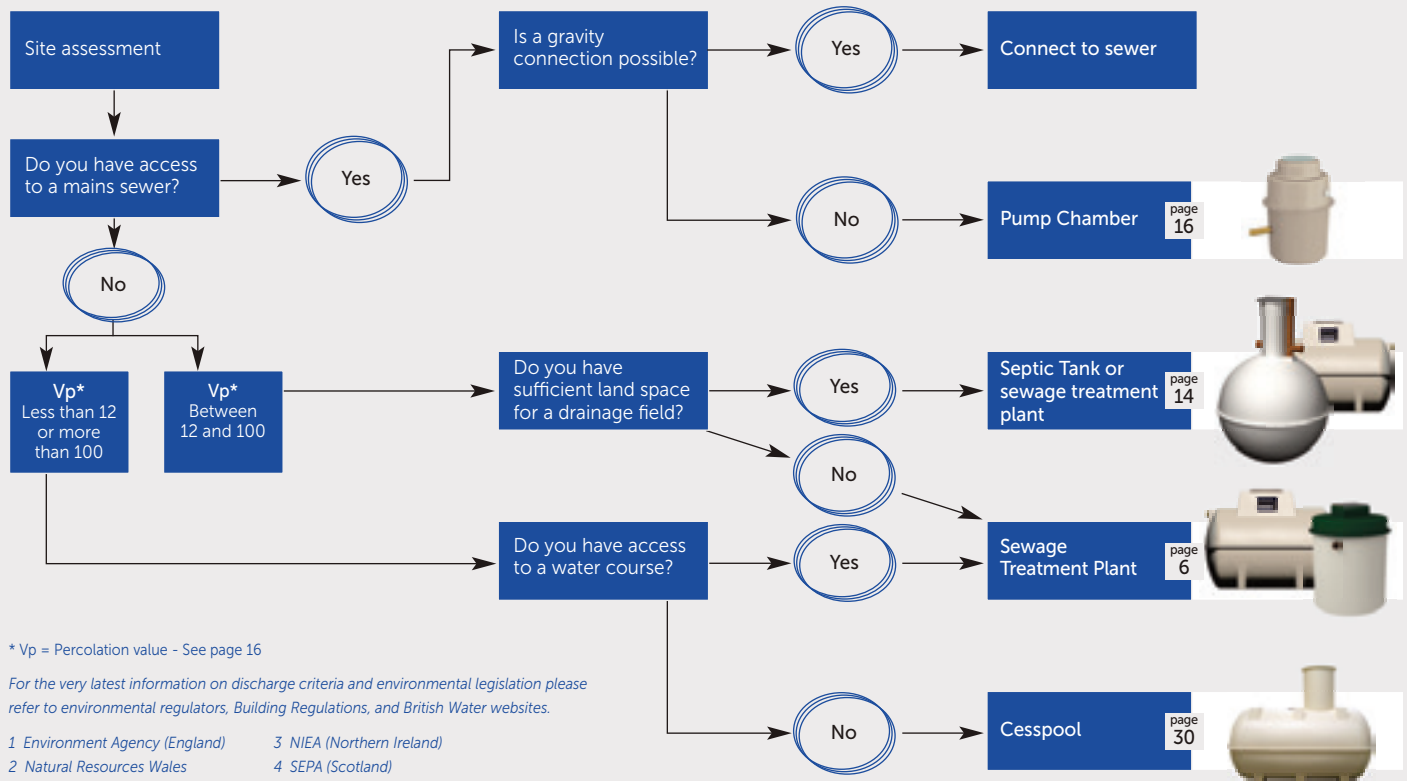 Site assessment
Is a gravity
connection possible?
Yes
Connect to sewer
Do you have access
to a mains sewer?
Yes
No
Pump Chamber
page
16
No
Vp*
Less than 12
or more
than 100
Vp*
Between
12 and 100
Do you have
sufficient land space
for a drainage field?
Yes
Septic Tank or
sewage treatment
plant
page
14
No
Do you have access
to a water course?
Yes
Sewage
Treatment Plant
page
6
No
Cesspool
page
30
* Vp = Percolation value - See page 16
For the very latest information on discharge criteria and environmental legislation please
refer to environmental regulators, Building Regulations, and British Water websites.
1 Environment Agency (England)
2 Natural Resources Wales
3 NIEA (Northern Ireland)
4 SEPA (Scotland)